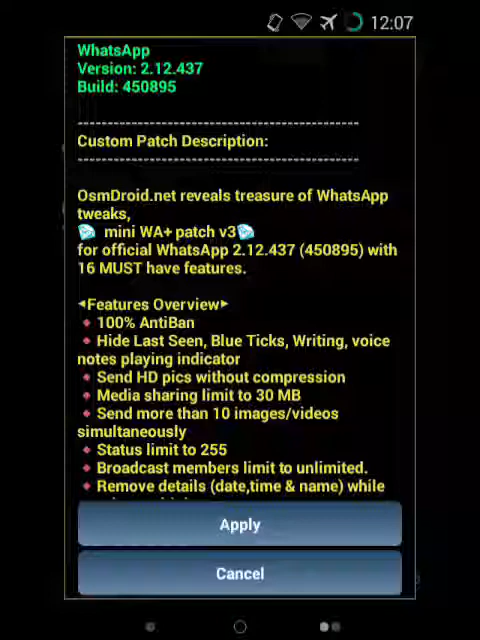 12:07
WhatsApp
Version: 2.12.437
Build: 450895
----------------------------------------------
Custom Patch Description:
----------------------------------------------
OsmDroid.net reveals treasure of WhatsApp
tweaks,
mini WA+ patch v3
for official WhatsApp 2.12.437 (450895) with
16 MUST have features.
◄Features Overview►
🔸100% AntiBan
🔸Hide Last Seen, Blue Ticks, Writing, voice
notes playing indicator
🔸Send HD pics without compression
🔸Media sharing limit to 30 MB
🔸Send more than 10 images/videos
simultaneously
🔸Status limit to 255
🔸Broadcast members limit to unlimited.
🔸Remove details (date,time & name) while
Apply
Cancel